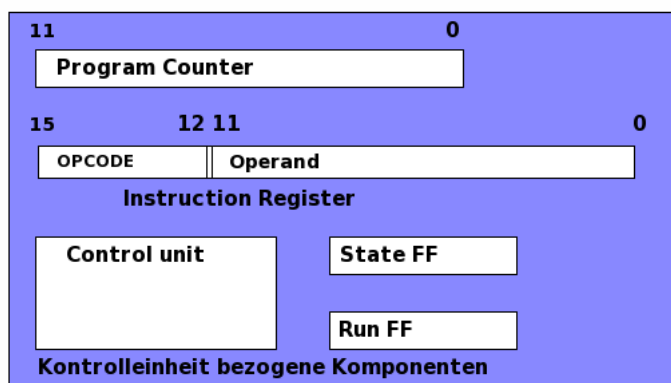 11 0
Program Counter
15 12 11 0
OPCODE Operand
Instruction Register
Control unit State FF
Run FF
Kontrolleinheit bezogene Komponenten